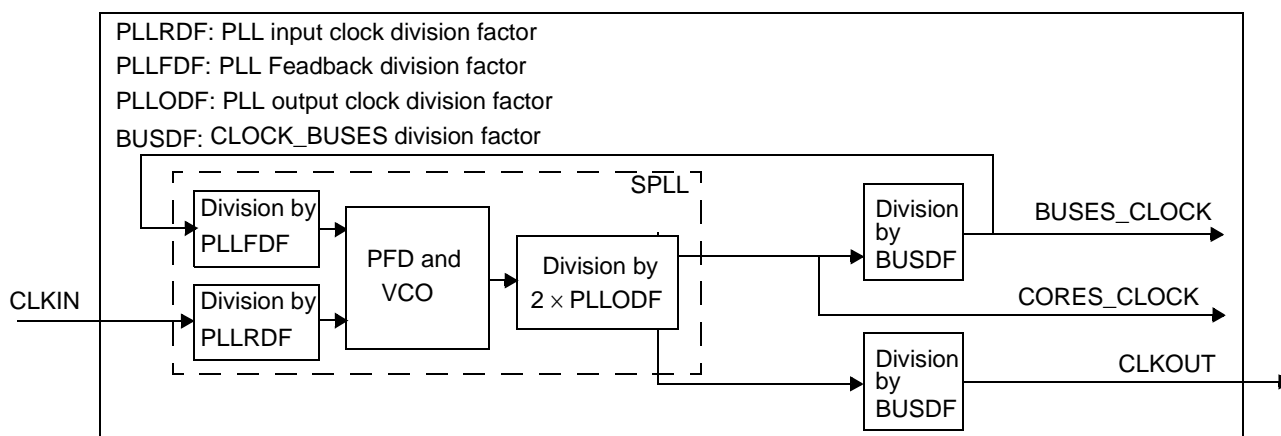 PLLRDF: PLL input clock division factor
PLLFDF: PLL Feadback division factor
PLLODF: PLL output clock division factor
BUSDF: CLOCK_BUSES division factor
SPLL
Division by
PLLFDF
PFD and
VCO
Division by
2 × PLLODF
Division
by
BUSDF
BUSES_CLOCK
CLKIN
Division by
PLLRDF
CORES_CLOCK
Division
by
BUSDF
CLKOUT